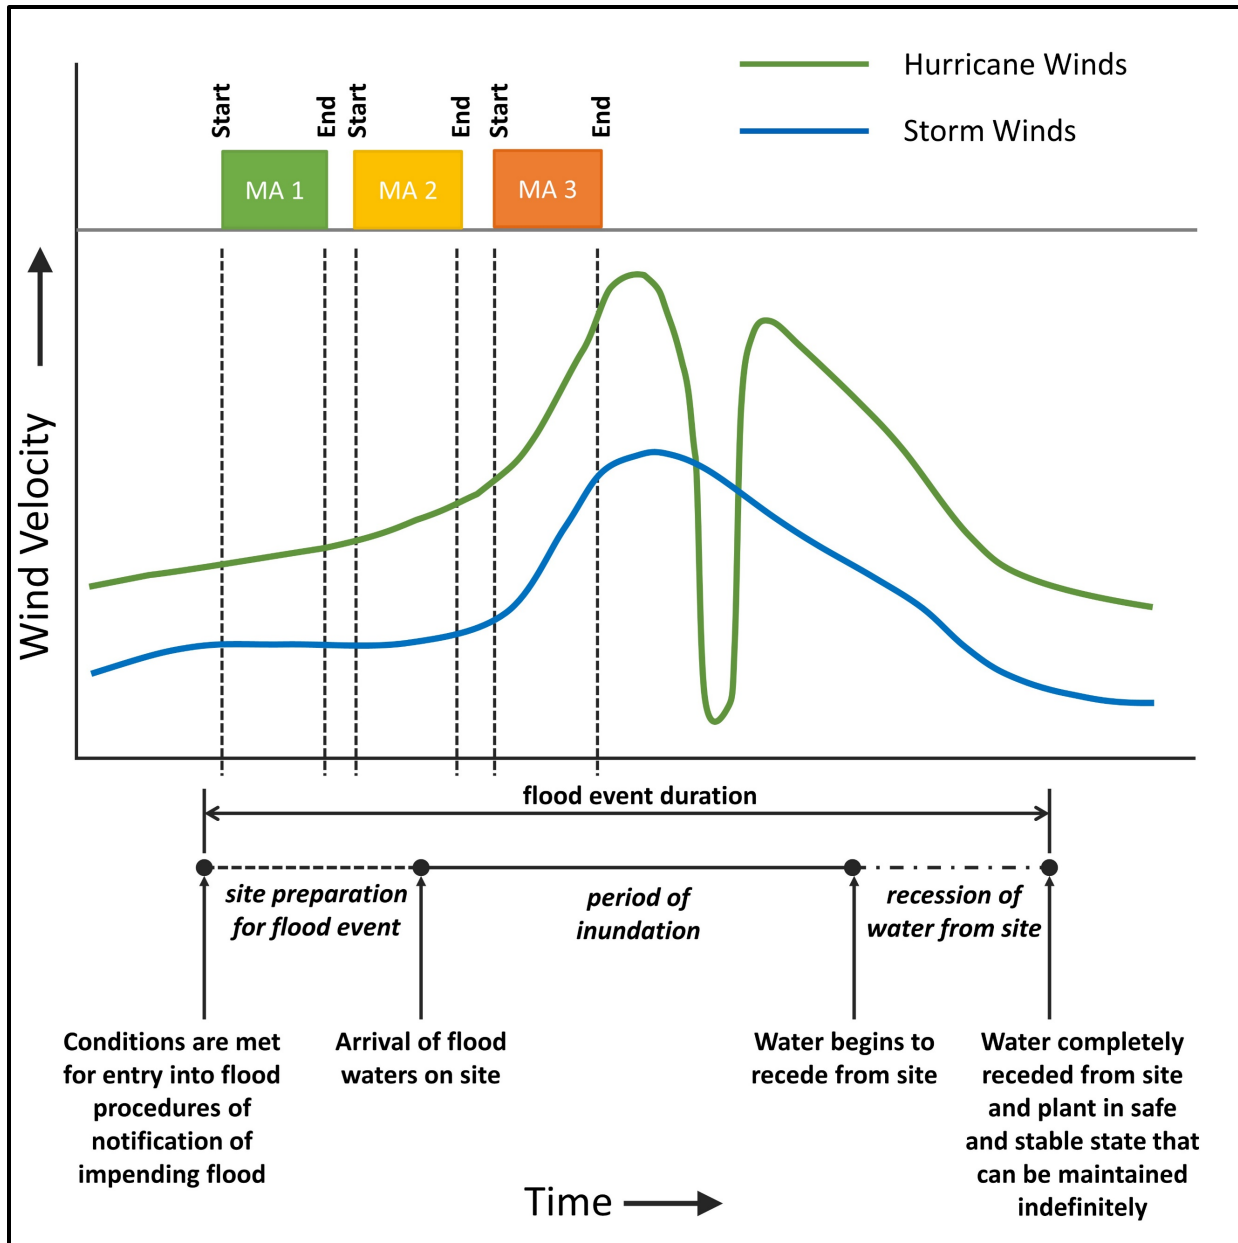 Hurricane Winds
Storm Winds
Start
End
Start
End
Start
End
MA 1
MA 2
MA 3
Wind Velocity
flood event duration
site preparation
for flood event
period of
inundation
recession of
water from site
Conditions are met
for entry into flood
procedures of
notification of
impending flood
Arrival of flood
waters on site
Water begins to
recede from site
Water completely
receded from site
and plant in safe
and stable state that
can be maintained
indefinitely
Time